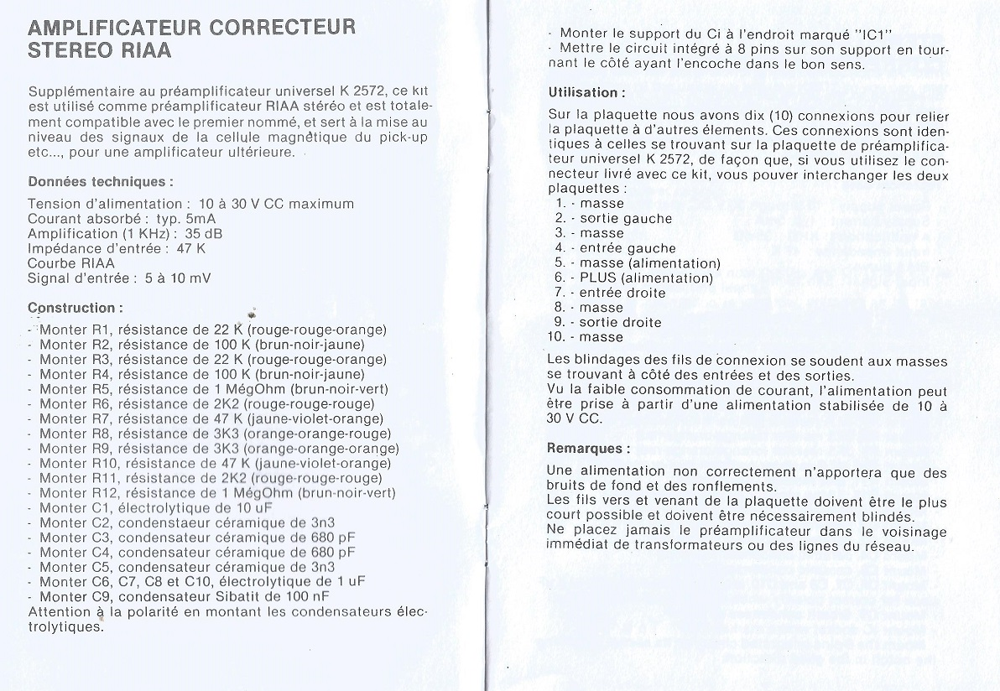 AMPLIFICATEUR CORRECTEUR
STEREO RIAA
Supplémentaire au préamplificateur universel K 2572, ce kit
est utilisé comme préamplificateur RIAA stéréo et est totale-
ment compatible avec le premier nommé, et sert à la mise au
niveau des signaux de la cellule magnétique du pick-up
etc..., pour une amplificateur ultérieure.
Données techniques :
Tension d'alimentation : 10 à 30 V CC maximum
Courant absorbé : typ. 5mA
Amplification (1 KHz) : 35 dB
Impédance d'entrée : 47 K
Courbe RIAA
Signal d'entrée : 5 à 10 mV
Construction :
- Monter R1, résistance de 22 K (rouge-rouge-orange)
- Monter R2, résistance de 100 K (brun-noir-jaune)
- Monter R3, résistance de 22 K (rouge-rouge-orange)
- Monter R4, résistance de 100 K (brun-noir-jaune)
- Monter R5, résistance de 1 MégOhm (brun-noir-vert)
- Monter R6, résistance de 2K2 (rouge-rouge-rouge)
- Monter R7, résistance de 47 K (jaune-violet-orange)
- Monter R8, résistance de 3K3 (orange-orange-rouge)
- Monter R9, résistance de 3K3 (orange-orange-orange)
- Monter R10, résistance de 47 K (jaune-violet-orange)
- Monter R11, résistance de 2K2 (rouge-rouge-rouge)
- Monter R12, résistance de 1 MégOhm (brun-noir-vert)
- Monter C1, électrolytique de 10 uF
- Monter C2, condenstaeur céramique de 3n3
- Monter C3, condensateur céramique de 680 pF
- Monter C4, condensateur céramique de 680 pF
- Monter C5, condensateur céramique de 3n3
- Monter C6, C7, C8 et C10, électrolytique de 1 uF
- Monter C9, condensateur Sibatit de 100 nF
Attention à la polarité en montant les condensateurs élec-
trolytiques.
- Monter le support du Ci à l'endroit marqué "IC1"
- Mettre le circuit intégré à 8 pins sur son support en tour-
nant le côté ayant l'encoche dans le bon sens.
Utilisation :
Sur la plaquette nous avons dix (10) connexions pour relier
la plaquette à d'autres élements. Ces connexions sont iden-
tiques à celles se trouvant sur la plaquette de préamplifica-
teur universel K 2572, de façon que, si vous utilisez le con-
necteur livré avec ce kit, vous pouver interchanger les deux
plaquettes :
1. - masse
2. - sortie gauche
3. - masse
4. - entrée gauche
5. - masse (alimentation)
6. - PLUS (alimentation)
7. - entrée droite
8. - masse
9. - sortie droite
10. - masse
Les blindages des fils de connexion se soudent aux masses
se trouvant à côté des entrées et des sorties.
Vu la faible consommation de courant, l'alimentation peut
être prise à partir d'une alimentation stabilisée de 10 à
30 V CC.
Remarques :
Une alimentation non correctement n'apportera que des
bruits de fond et des ronflements.
Les fils vers et venant de la plaquette doivent être le plus
court possible et doivent être nécessairement blindés.
Ne placez jamais le préamplificateur dans le voisinage
immédiat de transformateurs ou des lignes du réseau.